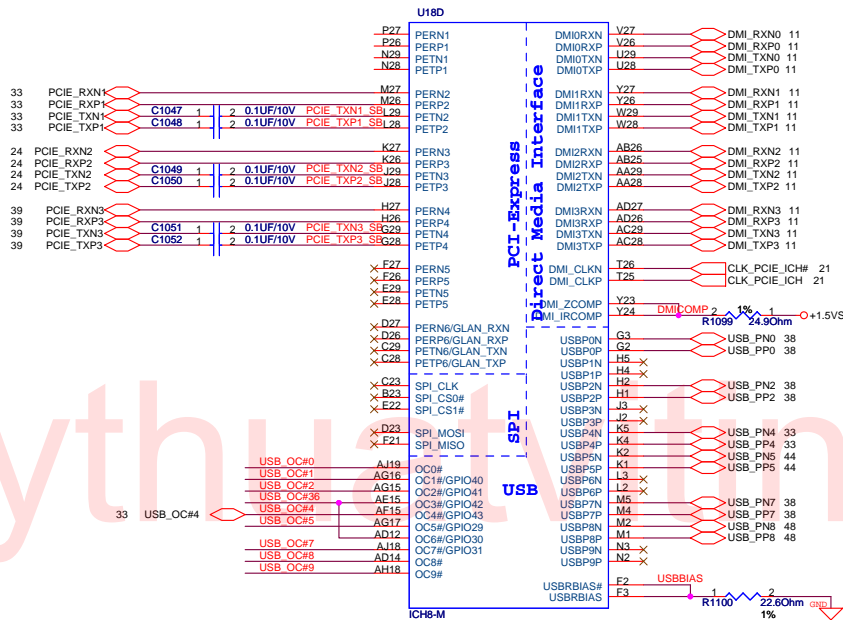 U18D
P27 PERN1 DMI0RXN V27 DMI_RXN0 11
P26 PERP1 DMI0RXP V26 DMI_RXP0 11
N29 PETN1 DMI0TXN U29 DMI_TXN0 11
N28 PETP1 DMI0TXP U28 DMI_TXP0 11
33 PCIE_RXN1 M27 PERN2 DMI1RXN Y27 DMI_RXN1 11
33 PCIE_RXP1 M26 PERP2 DMI1RXP Y26 DMI_RXP1 11
33 PCIE_TXN1 C1047 1 2 0.1UF/10V PCIE_TXN1_SB L29 PETN2 DMI1TXN W29 DMI_TXN1 11
33 PCIE_TXP1 C1048 1 2 0.1UF/10V PCIE_TXP1_SB L28 PETP2 DMI1TXP W28 DMI_TXP1 11
24 PCIE_RXN2 K27 PERN3 DMI2RXN AB26 DMI_RXN2 11
24 PCIE_RXP2 K26 PERP3 DMI2RXP AB25 DMI_RXP2 11
24 PCIE_TXN2 C1049 1 2 0.1UF/10V PCIE_TXN2_SB J29 PETN3 DMI2TXN AA29 DMI_TXN2 11
24 PCIE_TXP2 C1050 1 2 0.1UF/10V PCIE_TXP2_SB J28 PETP3 DMI2TXP AA28 DMI_TXP2 11
39 PCIE_RXN3 H27 PERN4 DMI3RXN AD27 DMI_RXN3 11
39 PCIE_RXP3 H26 PERP4 DMI3RXP AD26 DMI_RXP3 11
39 PCIE_TXN3 C1051 1 2 0.1UF/10V PCIE_TXN3_SB G29 PETN4 DMI3TXN AC29 DMI_TXN3 11
39 PCIE_TXP3 C1052 1 2 0.1UF/10V PCIE_TXP3_SB G28 PETP4 DMI3TXP AC28 DMI_TXP3 11
PCI-Express
Direct Media Interface
F27 PERN5 DMI_CLKN T26 CLK_PCIE_ICH# 21
F26 PERP5 DMI_CLKP T25 CLK_PCIE_ICH 21
E29 PETN5
E28 PETP5 DMI_ZCOMP Y23
DMI_IRCOMP Y24 DMICOMP 2 1% 1 +1.5VS
R1099 24.9Ohm
D27 PERN6/GLAN_RXN
D26 PERP6/GLAN_RXP USBP0N G3 USB_PN0 38
C29 PETN6/GLAN_TXN USBP0P G2 USB_PP0 38
C28 PETP6/GLAN_TXP USBP1N H5
USBP1P H4
C23 SPI_CLK USBP2N H2 USB_PN2 38
B23 SPI_CS0# USBP2P H1 USB_PP2 38
E22 SPI_CS1# USBP3N J3
USBP3P J2
SPI
D23 SPI_MOSI USBP4N K5 USB_PN4 33
F21 SPI_MISO USBP4P K4 USB_PP4 33
USBP5N K2 USB_PN5 44
USB_OC#0 AJ19 OC0# USBP5P K1 USB_PP5 44
USB_OC#1 AG16 OC1#/GPIO40 USBP6N L3
USB_OC#2 AG15 OC2#/GPIO41 USBP6P L2
USB
USB_OC#36 AE15 OC3#/GPIO42 USBP7N M5 USB_PN7 38
33 USB_OC#4 USB_OC#4 AF15 OC4#/GPIO43 USBP7P M4 USB_PP7 38
USB_OC#5 AG17 OC5#/GPIO29 USBP8N M2 USB_PN8 48
AD12 OC6#/GPIO30 USBP8P M1 USB_PP8 48
USB_OC#7 AJ18 OC7#/GPIO31 USBP9N N3
USB_OC#8 AD14 OC8# USBP9P N2
USB_OC#9 AH18 OC9#
USBRBIAS# F2 USBBIAS
USBRBIAS F3 1 2 GND
R1100 22.6Ohm
1%
ICH8-M
ythuatvitin